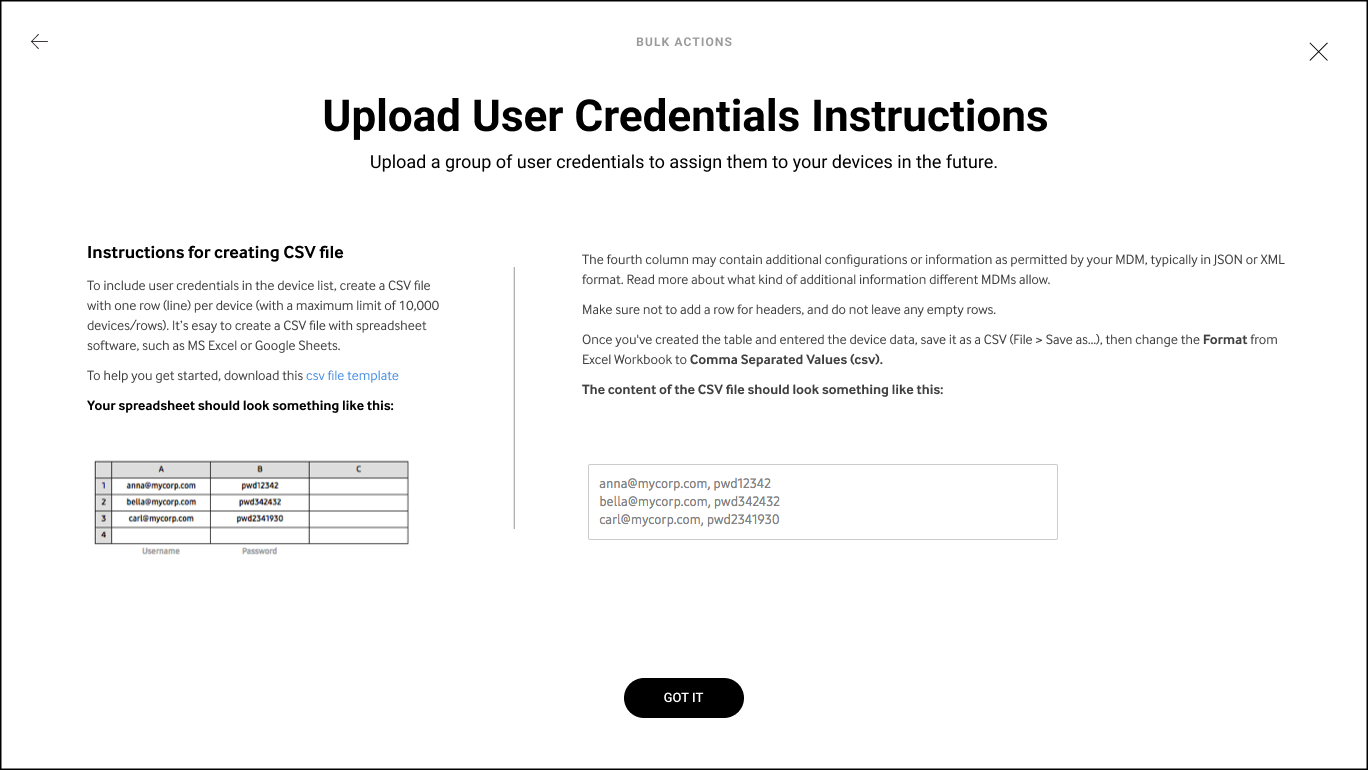 BULK ACTIONS
Upload User Credentials Instructions
Upload a group of user credentials to assign them to your devices in the future.
Instructions for creating CSV file
To include user credentials in the device list, create a CSV file
with one row (line) per device (with a maximum limit of 10,000
devices/rows). It's esay to create a CSV file with spreadsheet
software, such as MS Excel or Google Sheets.
To help you get started, download this csv file template
Your spreadsheet should look something like this:
A B C
1 anna@mycorp.com pwd12342
2 bella@mycorp.com pwd342432
3 carl@mycorp.com pwd2341930
4
Username Password
The fourth column may contain additional configurations or information as permitted by your MDM, typically in JSON or XML
format. Read more about what kind of additional information different MDMs allow.
Make sure not to add a row for headers, and do not leave any empty rows.
Once you've created the table and entered the device data, save it as a CSV (File > Save as...), then change the Format from
Excel Workbook to Comma Separated Values (csv).
The content of the CSV file should look something like this:
anna@mycorp.com, pwd12342
bella@mycorp.com, pwd342432
carl@mycorp.com, pwd2341930
GOT IT